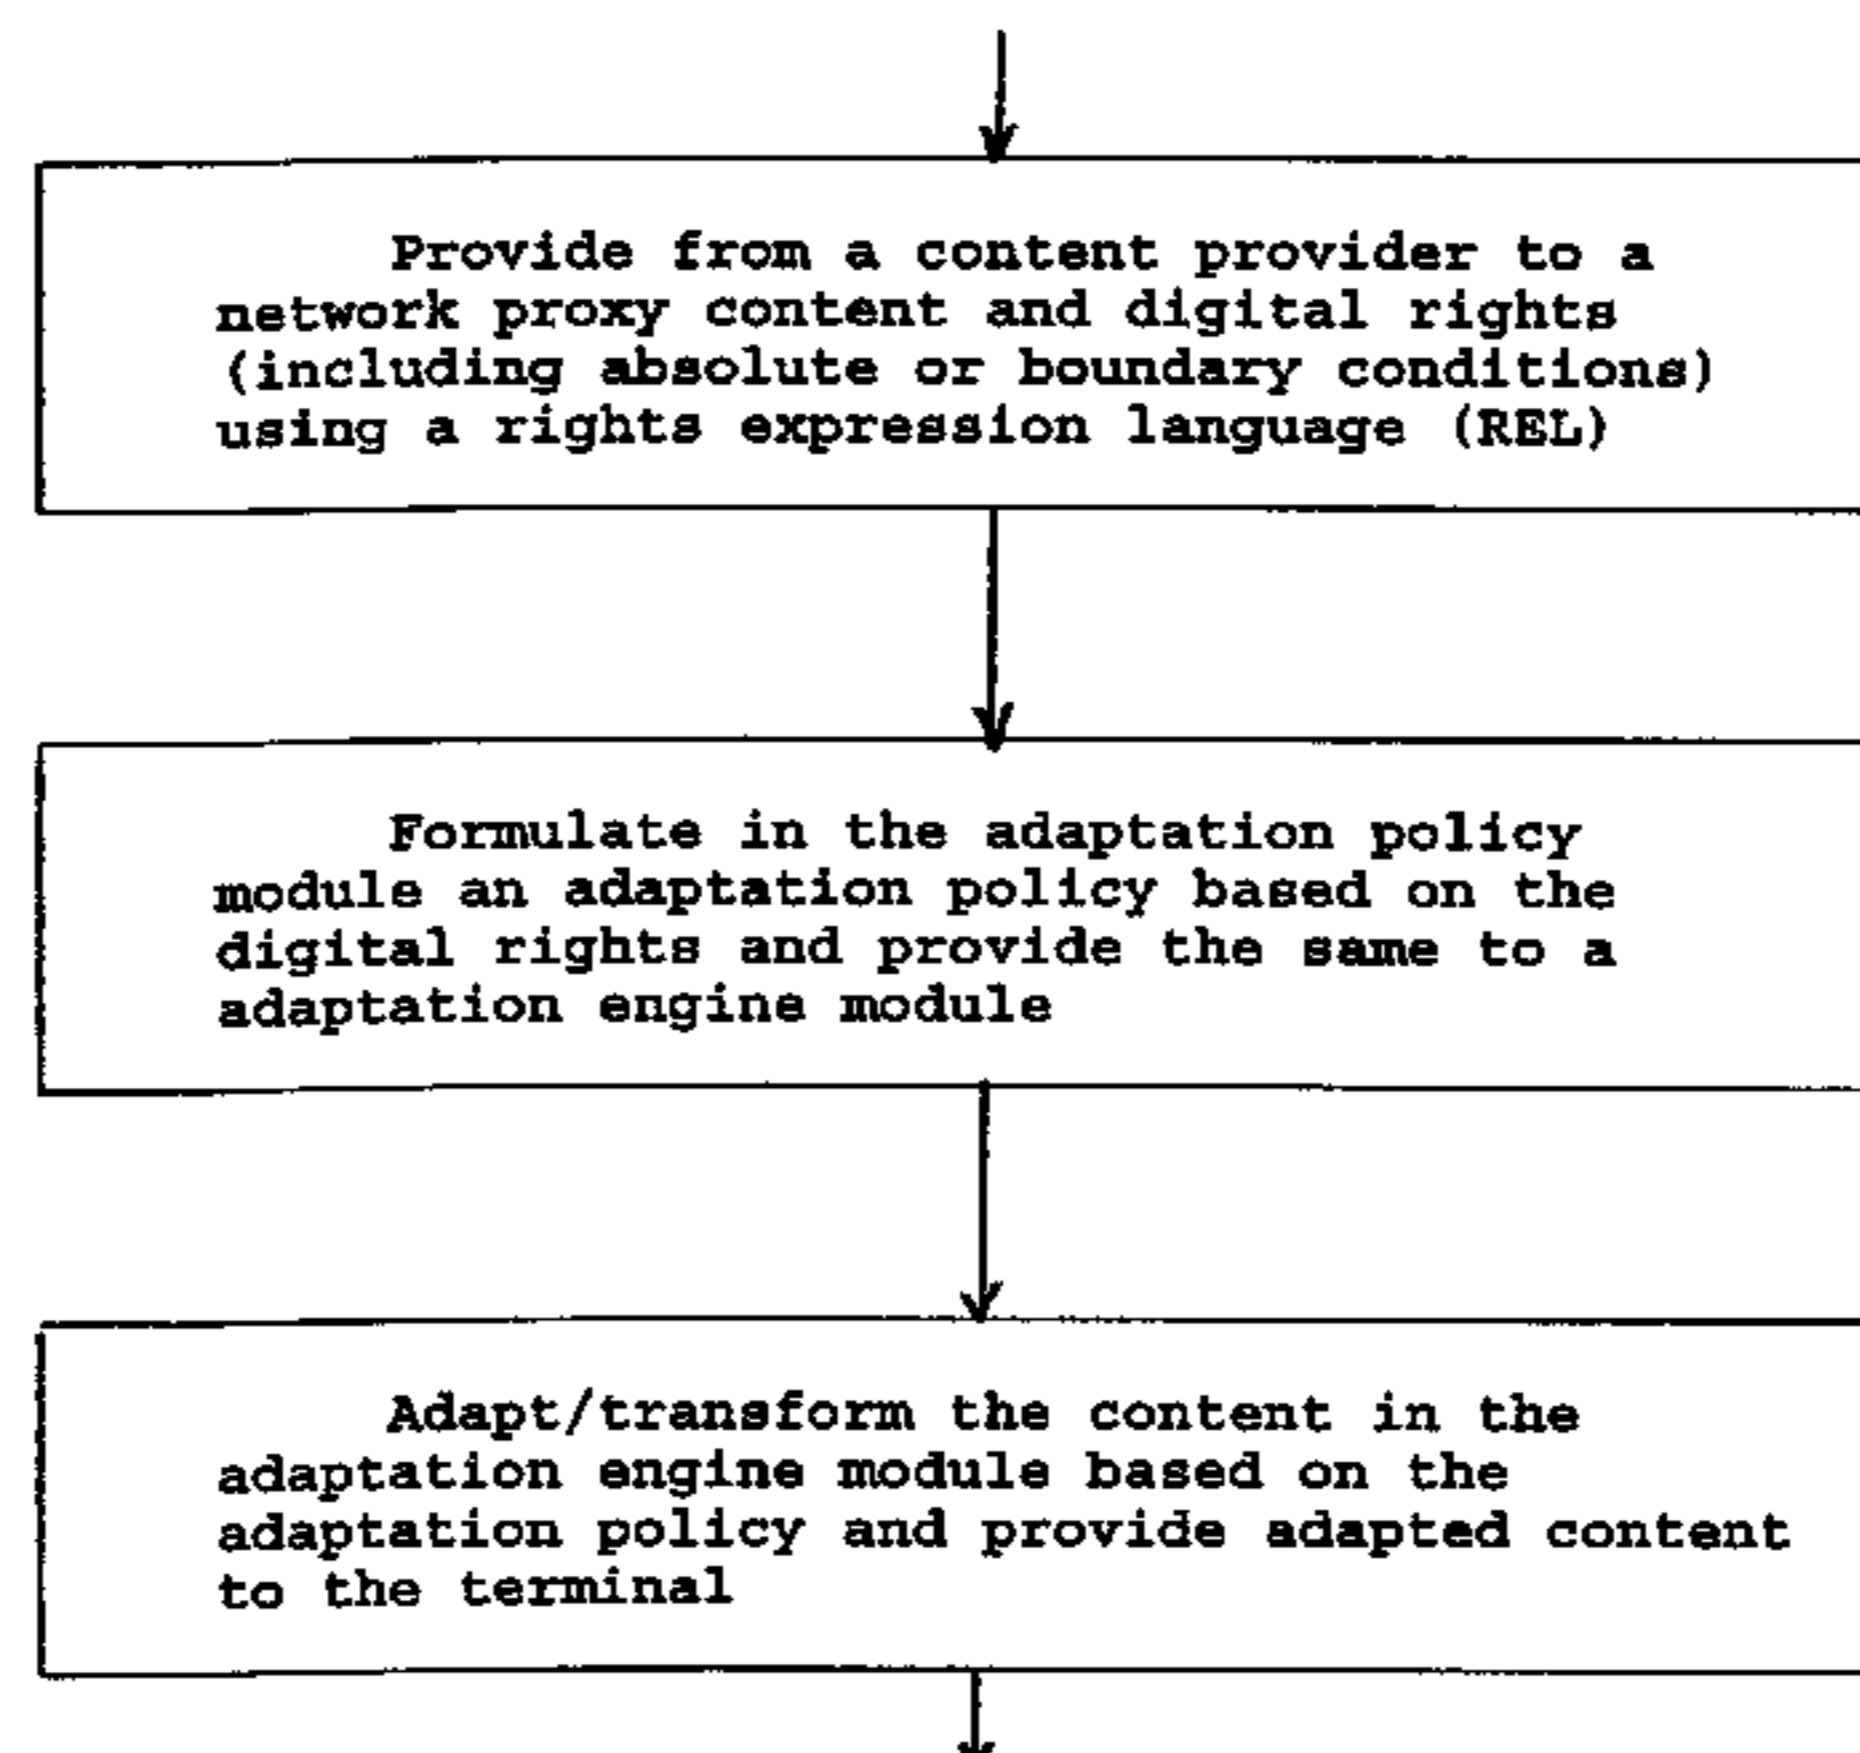 Provide from a content provider to a
network proxy content and digital rights
(including absolute or boundary conditions)
using a rights expression language (REL)
Formulate in the adaptation policy
module an adaptation policy based on the
digital rights and provide the same to a
adaptation engine module
Adapt/transform the content in the
adaptation engine module based on the
adaptation policy and provide adapted content
to the terminal